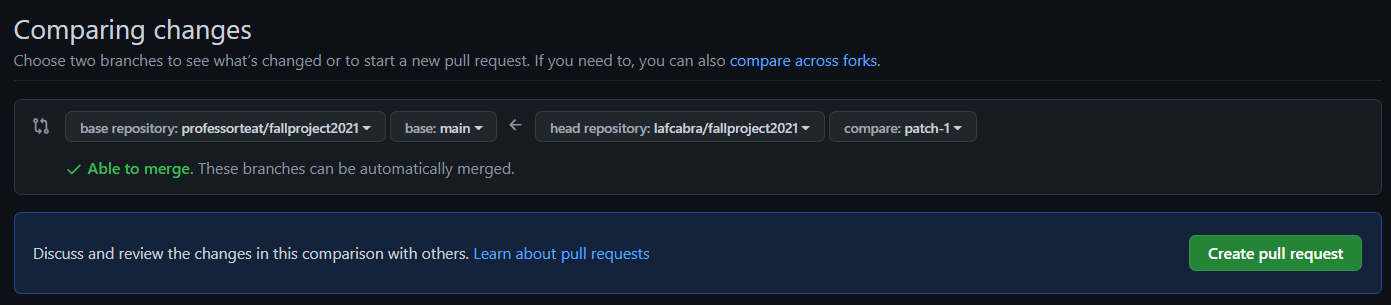 Comparing changes
Choose two branches to see what's changed or to start a new pull request. If you need to, you can also compare across forks.
base repository: professorteat/fallproject2021 base: main head repository: lafcabra/fallproject2021 compare: patch-1
Able to merge. These branches can be automatically merged.
Discuss and review the changes in this comparison with others. Learn about pull requests Create pull request